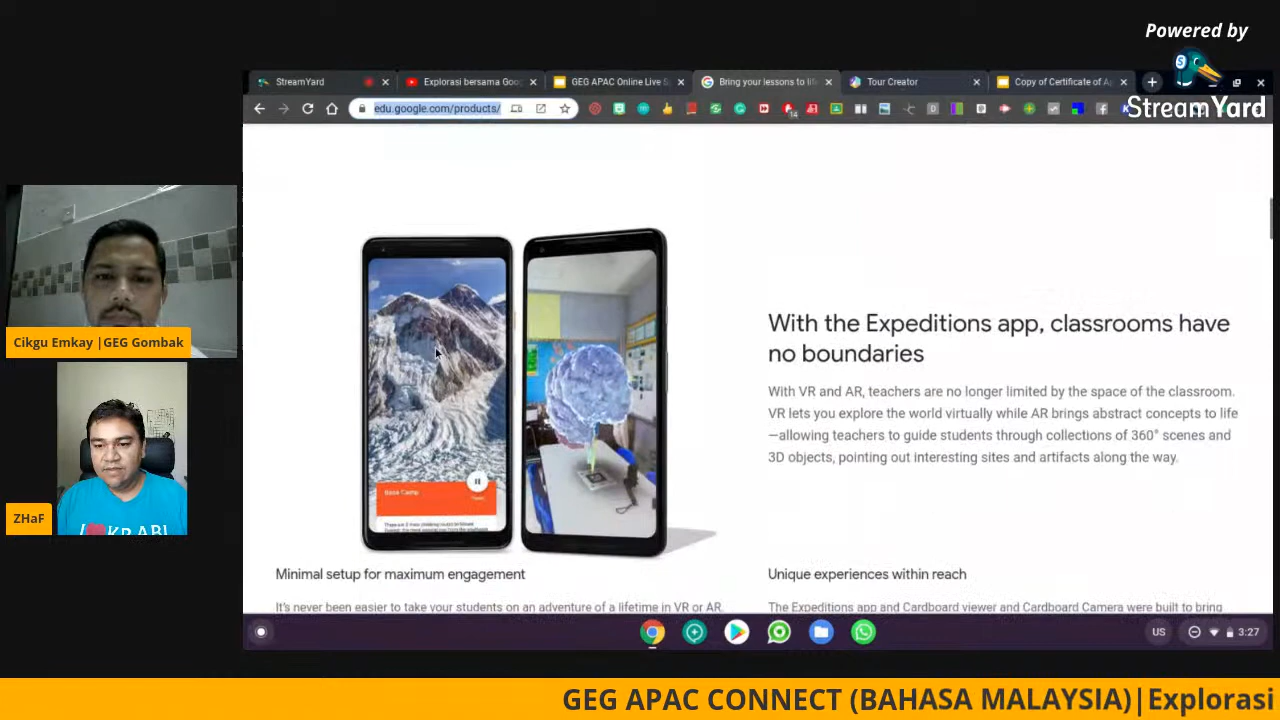 Powered by
StreamYard
StreamYard
Explorasi bersama Goo
GEG APAC Online Live &
Bring your lessons to life
Tour Creator
Copy of Certificate of Ap
edu.google.com/products/
14
Cikgu Emkay |GEG Gombak
ZHaF
I KRABI
Base Camp
With the Expeditions app, classrooms have
no boundaries
With VR and AR, teachers are no longer limited by the space of the classroom.
VR lets you explore the world virtually while AR brings abstract concepts to life
—allowing teachers to guide students through collections of 360° scenes and
3D objects, pointing out interesting sites and artifacts along the way.
Minimal setup for maximum engagement
It's never been easier to take your students on an adventure of a lifetime in VR or AR.
Unique experiences within reach
The Expeditions app and Cardboard viewer and Cardboard Camera were built to bring
US
3:27
GEG APAC CONNECT (BAHASA MALAYSIA)|Explorasi